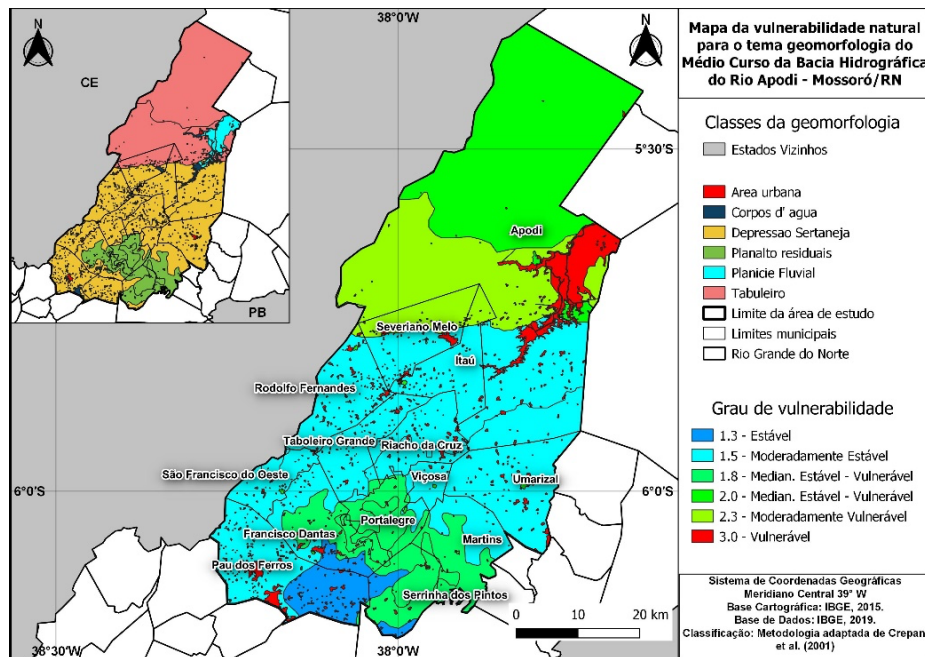 38°0'W
Mapa da vulnerabilidade natural
para o tema geomorfologia do
Médio Curso da Bacia Hidrográfica
do Rio Apodi - Mossoró/RN
N
CE
PB
N
5°30'S
6°0'S
38°30'W
38°0'W
Apodi
Severiano Melo
Itaú
Rodolfo Fernandes
Taboleiro Grande
Riacho da Cruz
São Francisco do Oeste
Viçosa
Umarizal
Portalegre
Francisco Dantas
Martins
Pau dos Ferros
Serrinha dos Pintos
0 10 20 km
Classes da geomorfologia
Estados Vizinhos
Area urbana
Corpos d' agua
Depressao Sertaneja
Planalto residuais
Planicie Fluvial
Tabuleiro
Limite da área de estudo
Limites municipais
Rio Grande do Norte
Grau de vulnerabilidade
1.3 - Estável
1.5 - Moderadamente Estável
1.8 - Median. Estável - Vulnerável
2.0 - Median. Estável - Vulnerável
2.3 - Moderadamente Vulnerável
3.0 - Vulnerável
Sistema de Coordenadas Geográficas
Meridiano Central 39° W
Base Cartográfica: IBGE, 2015.
Base de Dados: IBGE, 2019.
Classificação: Metodologia adaptada de Crepani
et al. (2001)